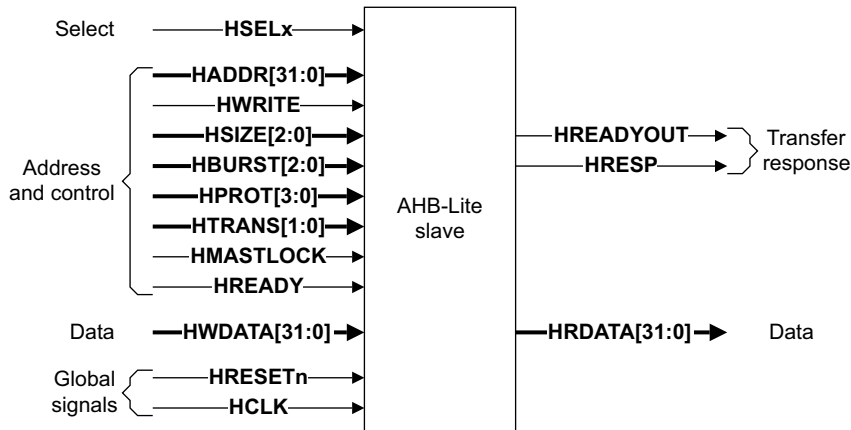 Select
HSELx
HADDR[31:0]
HWRITE
HSIZE[2:0]
HBURST[2:0]
HPROT[3:0]
HTRANS[1:0]
HMASTLOCK
HREADY
Address
and control
AHB-Lite
slave
HREADYOUT
HRESP
Transfer
response
Data
HWDATA[31:0]
HRDATA[31:0]
Data
Global
signals
HRESETn
HCLK